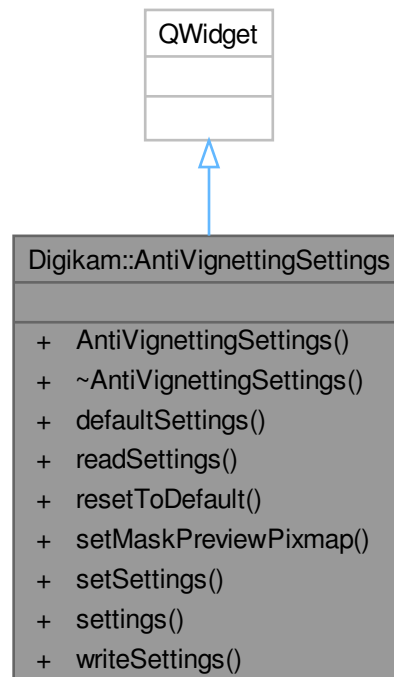 QWidget
Digikam::AntiVignettingSettings
+ AntiVignettingSettings()
+ ~AntiVignettingSettings()
+ defaultSettings()
+ readSettings()
+ resetToDefault()
+ setMaskPreviewPixmap()
+ setSettings()
+ settings()
+ writeSettings()